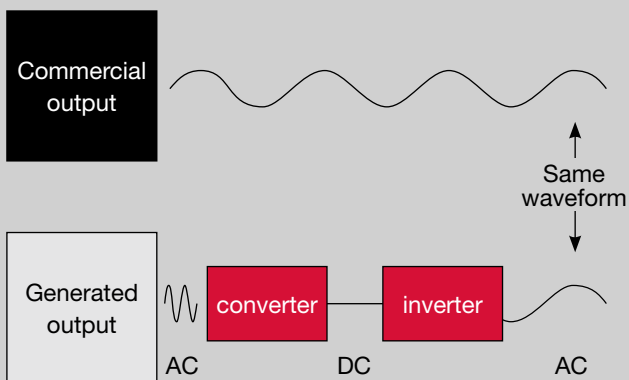 Commercial
output
Same
waveform
Generated
output
converter
inverter
AC
DC
AC